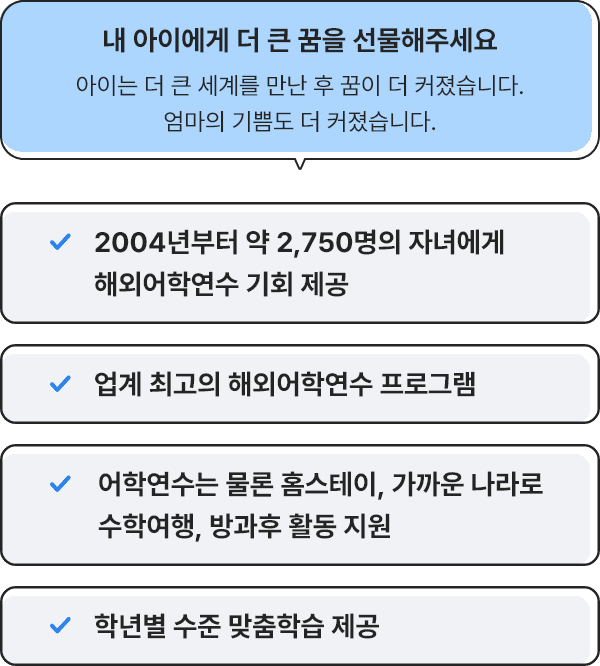 내 아이에게 더 큰 꿈을 선물해주세요
아이는 더 큰 세계를 만난 후 꿈이 더 커졌습니다.
엄마의 기쁨도 더 커졌습니다.
2004년부터 약 2,750명의 자녀에게
해외어학연수 기회 제공
업계 최고의 해외어학연수 프로그램
어학연수는 물론 홈스테이, 가까운 나라로
수학여행, 방과후 활동 지원
학년별 수준 맞춤학습 제공